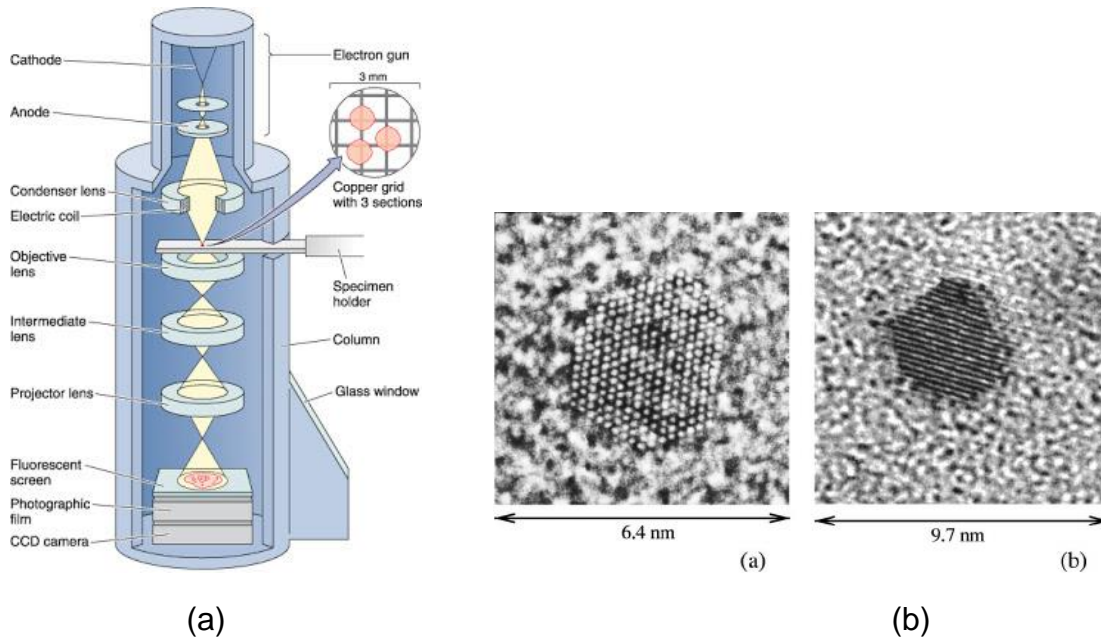 Cathode
Anode
Condenser lens
Electric coil
Objective
lens
Intermediate
lens
Projector lens
Fluorescent
screen
Photographic
film
CCD camera
Electron gun
3 mm
Copper grid
with 3 sections
Specimen
holder
Column
Glass window
(a)
6.4 nm
(a)
9.7 nm
(b)
(b)